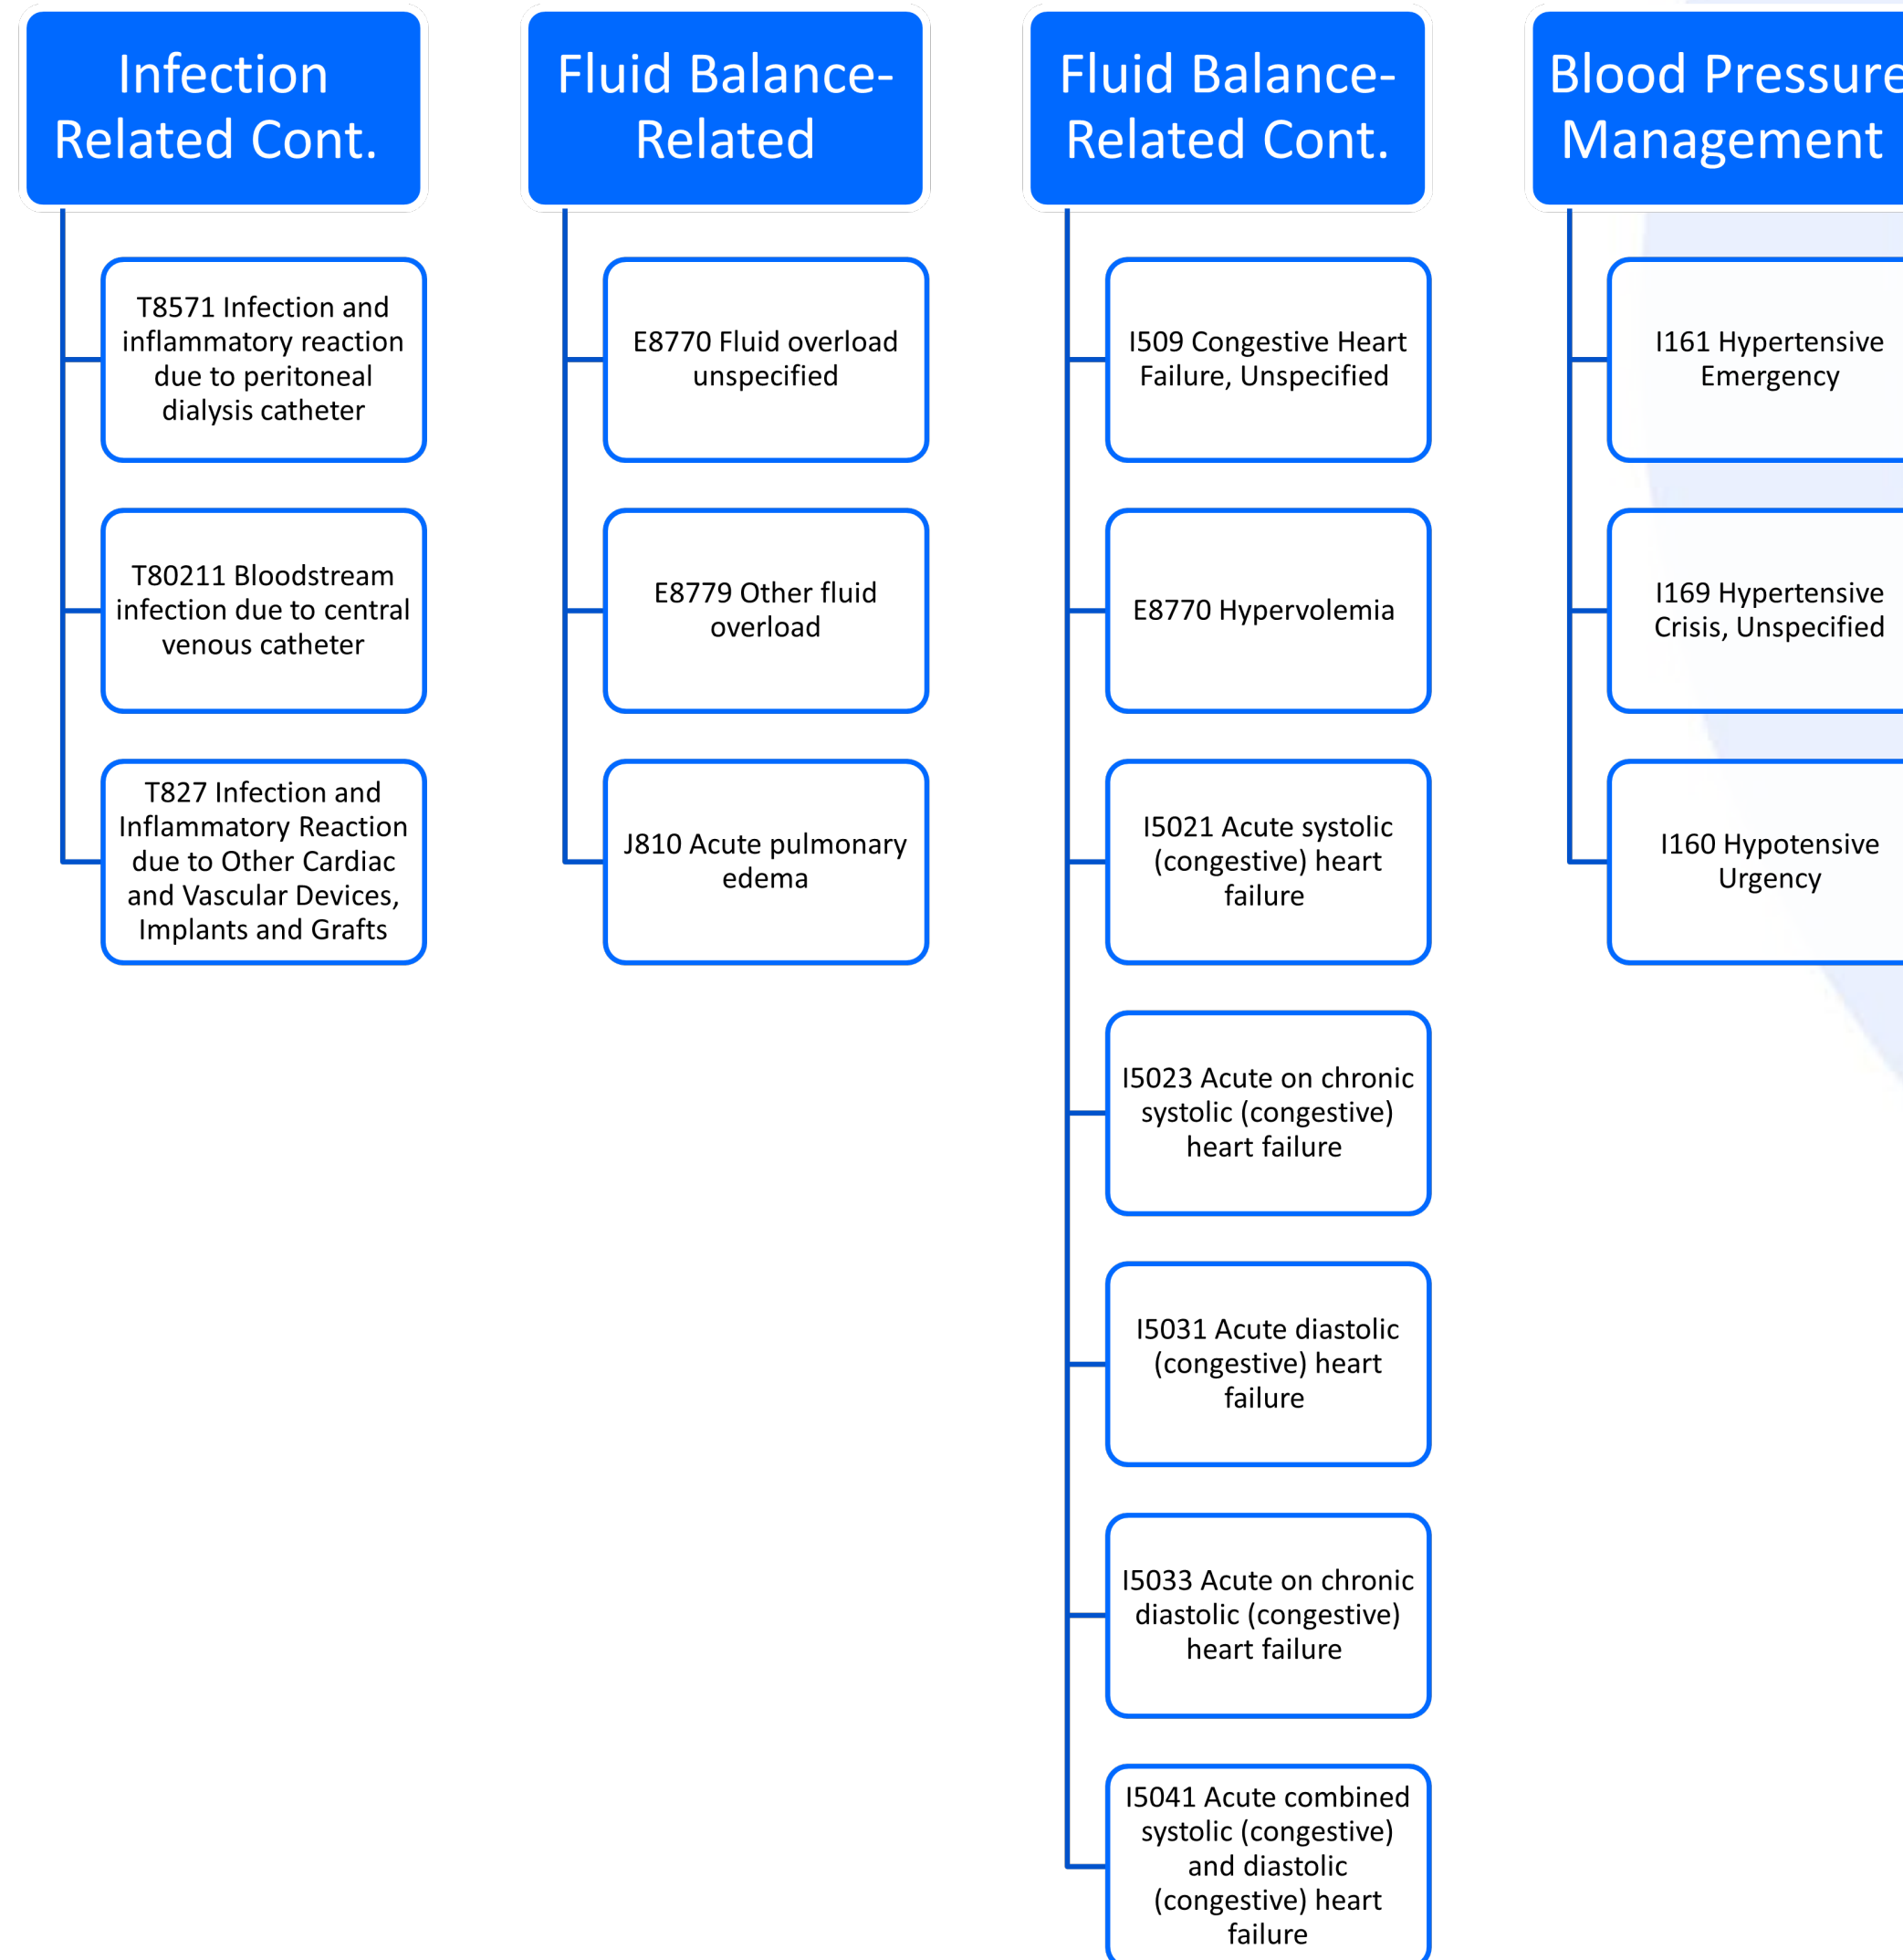 Infection
Related Cont.
T8571 Infection and
inflammatory reaction
due to peritoneal
dialysis catheter
T80211 Bloodstream
infection due to central
venous catheter
T827 Infection and
Inflammatory Reaction
due to Other Cardiac
and Vascular Devices,
Implants and Grafts
Fluid Balance-
Related
E8770 Fluid overload
unspecified
E8779 Other fluid
overload
J810 Acute pulmonary
edema
Fluid Balance-
Related Cont.
I509 Congestive Heart
Failure, Unspecified
E8770 Hypervolemia
I5021 Acute systolic
(congestive) heart
failure
I5023 Acute on chronic
systolic (congestive)
heart failure
I5031 Acute diastolic
(congestive) heart
failure
I5033 Acute on chronic
diastolic (congestive)
heart failure
I5041 Acute combined
systolic (congestive)
and diastolic
(congestive) heart
failure
Blood Pressure
Management
I161 Hypertensive
Emergency
I169 Hypertensive
Crisis, Unspecified
I160 Hypotensive
Urgency